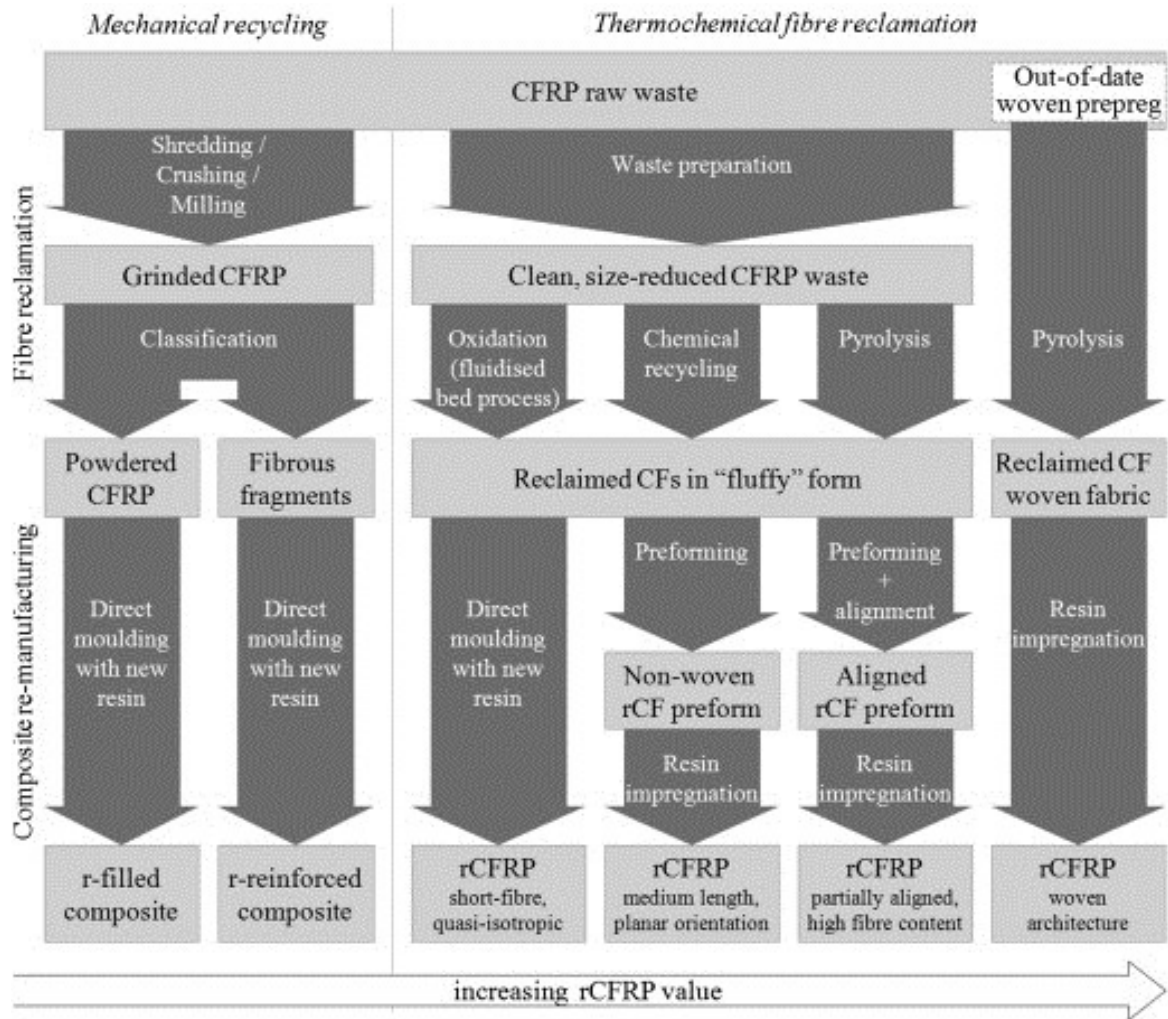 Mechanical recycling
Thermochemical fibre reclamation
CFRP raw waste
Out-of-date
woven prepreg
Shredding /
Crushing /
Milling
Waste preparation
Fibre reclamation
Grinded CFRP
Clean, size-reduced CFRP waste
Classification
Oxidation
(fluidised
bed process)
Chemical
recycling
Pyrolysis
Pyrolysis
Powdered
CFRP
Fibrous
fragments
Reclaimed CFs in “fluffy” form
Reclaimed CF
woven fabric
Composite re-manufacturing
Direct
moulding
with new
resin
Direct
moulding
with new
resin
Direct
moulding
with new
resin
Preforming
Preforming
+
alignment
Resin
impregnation
Non-woven
rCF preform
Aligned
rCF preform
Resin
impregnation
Resin
impregnation
r-filled
composite
r-reinforced
composite
rCFRP
short-fibre,
quasi-isotropic
rCFRP
medium length,
planar orientation
rCFRP
partially aligned,
high fibre content
rCFRP
woven
architecture
increasing rCFRP value